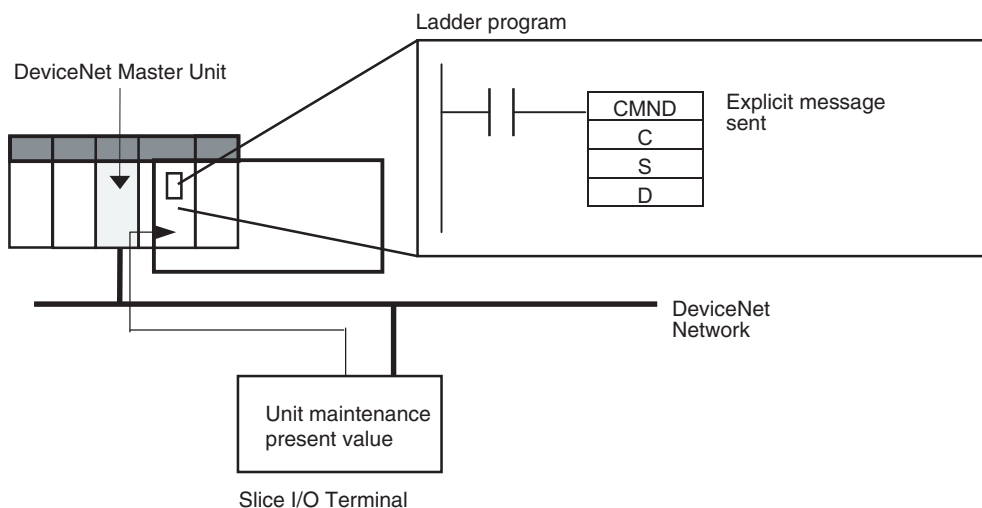 Ladder program
DeviceNet Master Unit
CMND
C
S
D
Explicit message
sent
DeviceNet
Network
Unit maintenance
present value
Slice I/O Terminal